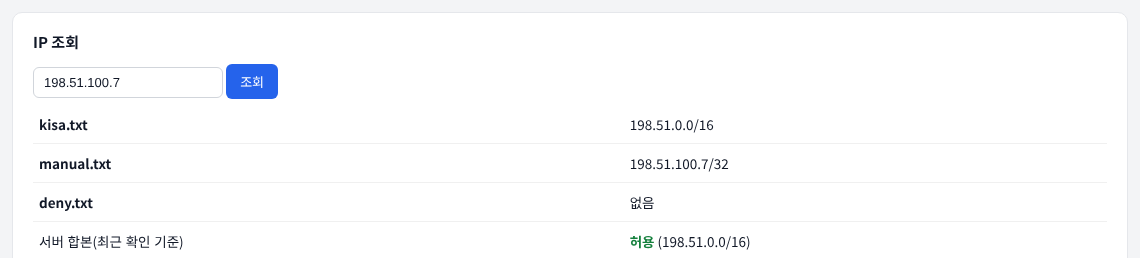 IP 조회
198.51.100.7 조회
kisa.txt 198.51.0.0/16
manual.txt 198.51.100.7/32
deny.txt 없음
서버 합본(최근 확인 기준) 허용 (198.51.0.0/16)